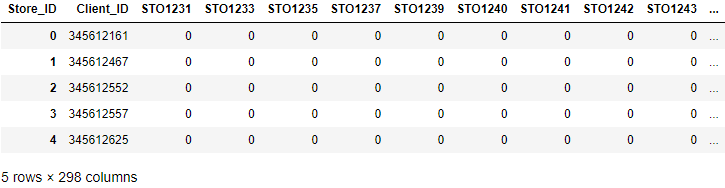 Store_ID Client_ID STO1231 STO1233 STO1235 STO1237 STO1239 STO1240 STO1241 STO1242 STO1243 ...
0 345612161 0 0 0 0 0 0 0 0 0 ...
1 345612467 0 0 0 0 0 0 0 0 0 ...
2 345612552 0 0 0 0 0 0 0 0 0 ...
3 345612557 0 0 0 0 0 0 0 0 0 ...
4 345612625 0 0 0 0 0 0 0 0 0 ...
5 rows × 298 columns